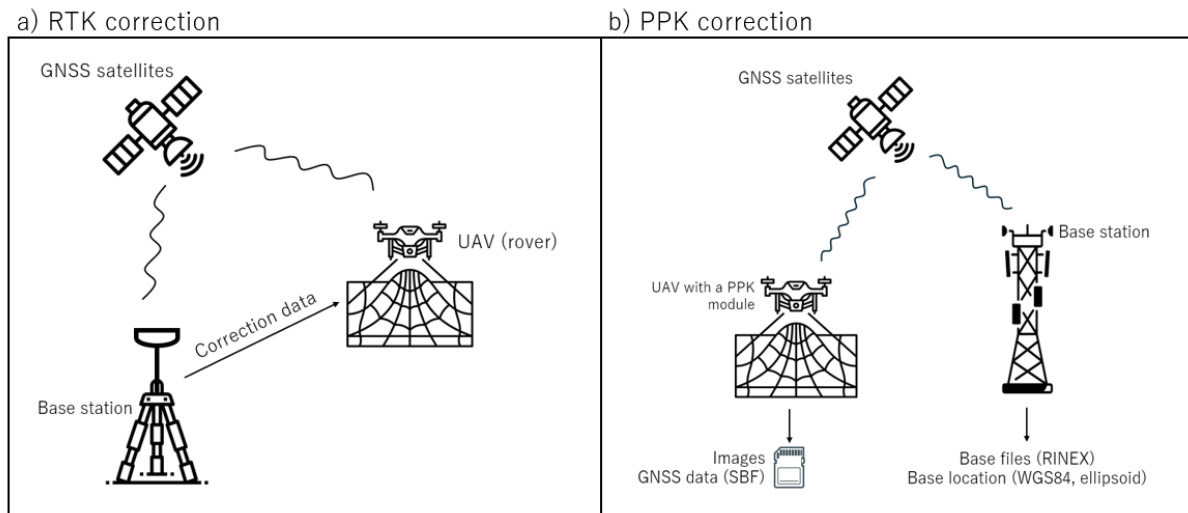 a) RTK correction
GNSS satellites
UAV (rover)
Correction data
Base station
b) PPK correction
GNSS satellites
Base station
UAV with a PPK
module
Images
GNSS data (SBF)
Base files (RINEX)
Base location (WGS84, ellipsoid)